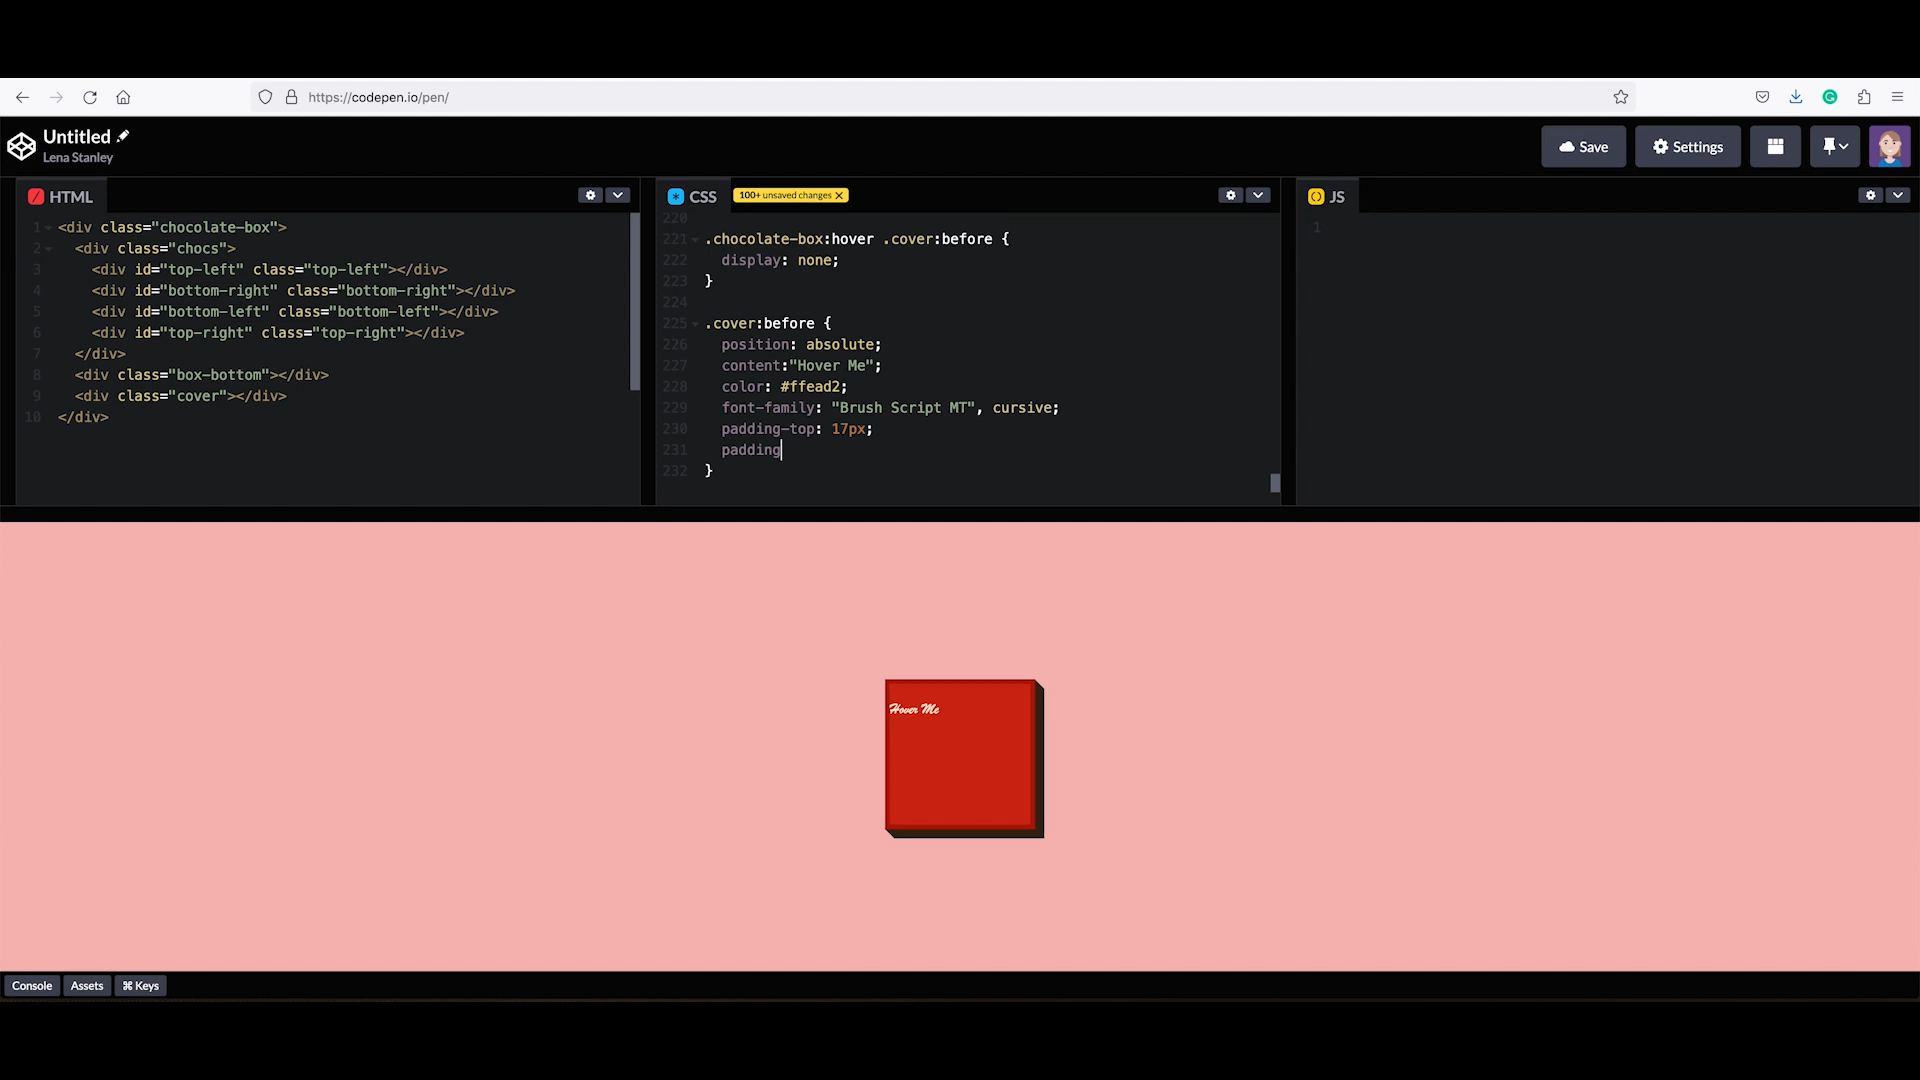 https://codepen.io/pen/
Untitled
Lena Stanley
Save
Settings
HTML
1 <div class="chocolate-box">
2 <div class="chocs">
3 <div id="top-left" class="top-left"></div>
4 <div id="bottom-right" class="bottom-right"></div>
5 <div id="bottom-left" class="bottom-left"></div>
6 <div id="top-right" class="top-right"></div>
7 </div>
8 <div class="box-bottom"></div>
9 <div class="cover"></div>
10 </div>
CSS
100+ unsaved changes X
220
221 .chocolate-box:hover .cover:before {
222 display: none;
223 }
224
225 .cover:before {
226 position: absolute;
227 content:"Hover Me";
228 color: #ffead2;
229 font-family: "Brush Script MT", cursive;
230 padding-top: 17px;
231 padding
232 }
JS
1
Hover Me
Console
Assets
⌘ Keys